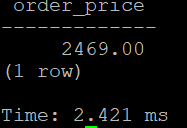 order_price
-------------
2469.00
(1 row)
Time: 2.421 ms